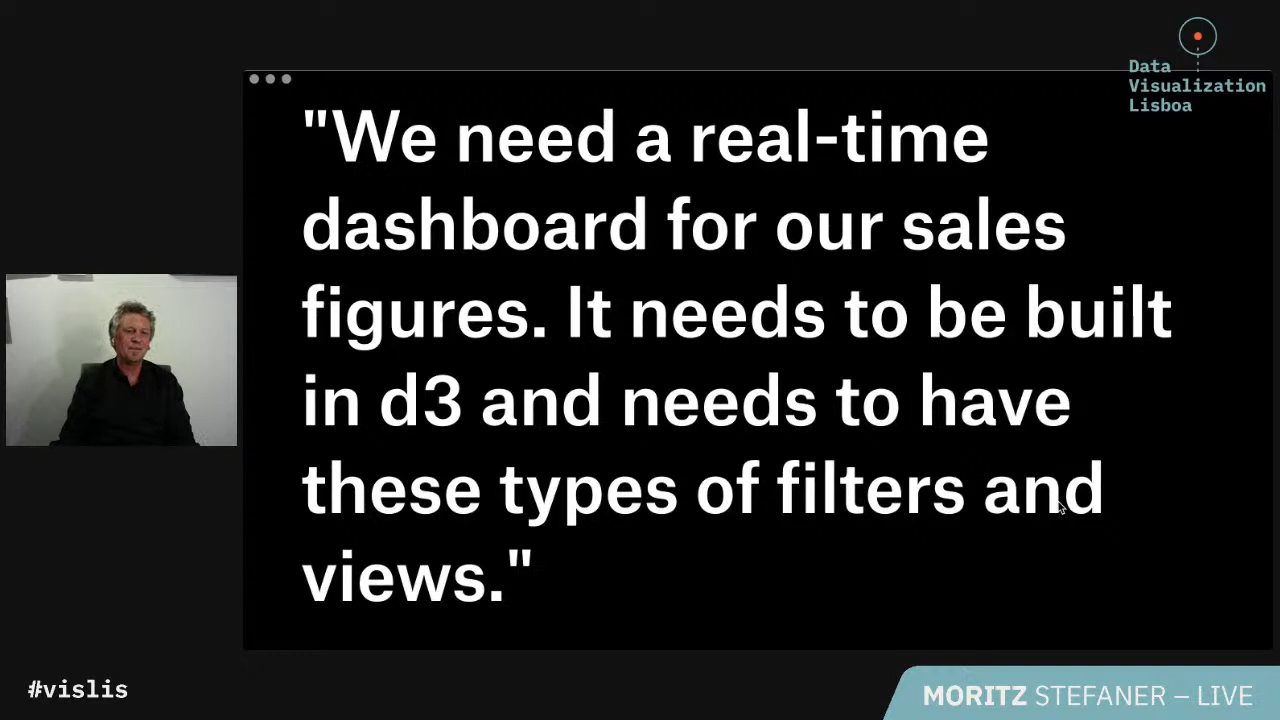 Data
Visualization
Lisboa
"We need a real-time
dashboard for our sales
figures. It needs to be built
in d3 and needs to have
these types of filters and
views."
#vislis
MORITZ STEFANER – LIVE